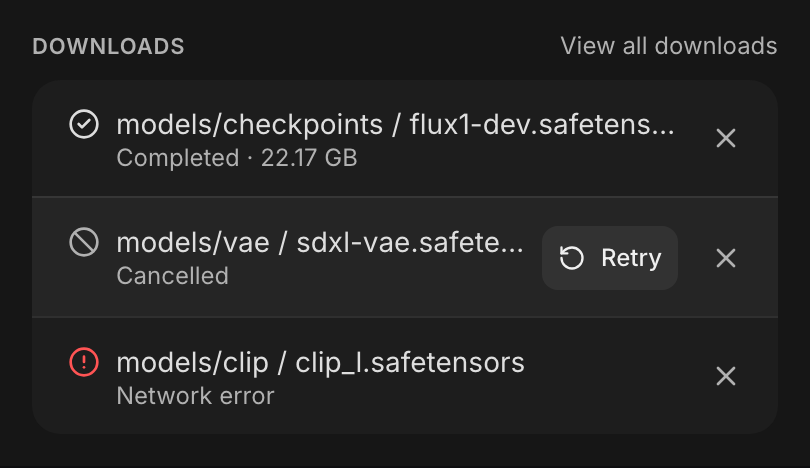 DOWNLOADS
View all downloads
models/checkpoints / flux1-dev.safetens...
Completed · 22.17 GB
models/vae / sdxl-vae.safete...
Cancelled
Retry
models/clip / clip_l.safetensors
Network error